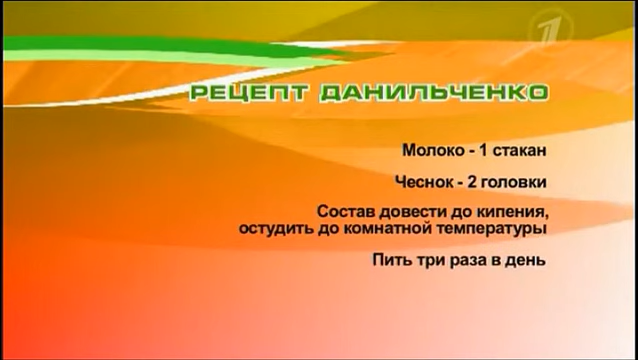 РЕЦЕПТ ДАНИЛЬЧЕНКО
Молоко - 1 стакан
Чеснок - 2 головки
Состав довести до кипения,
остудить до комнатной температуры
Пить три раза в день